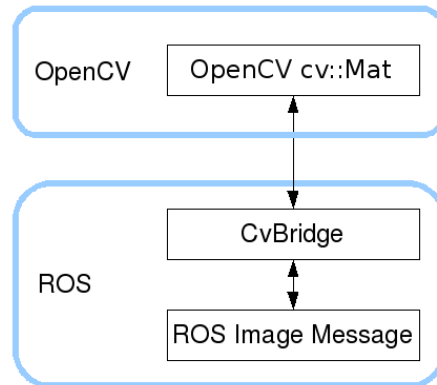 OpenCV
OpenCV cv::Mat
CvBridge
ROS
ROS Image Message